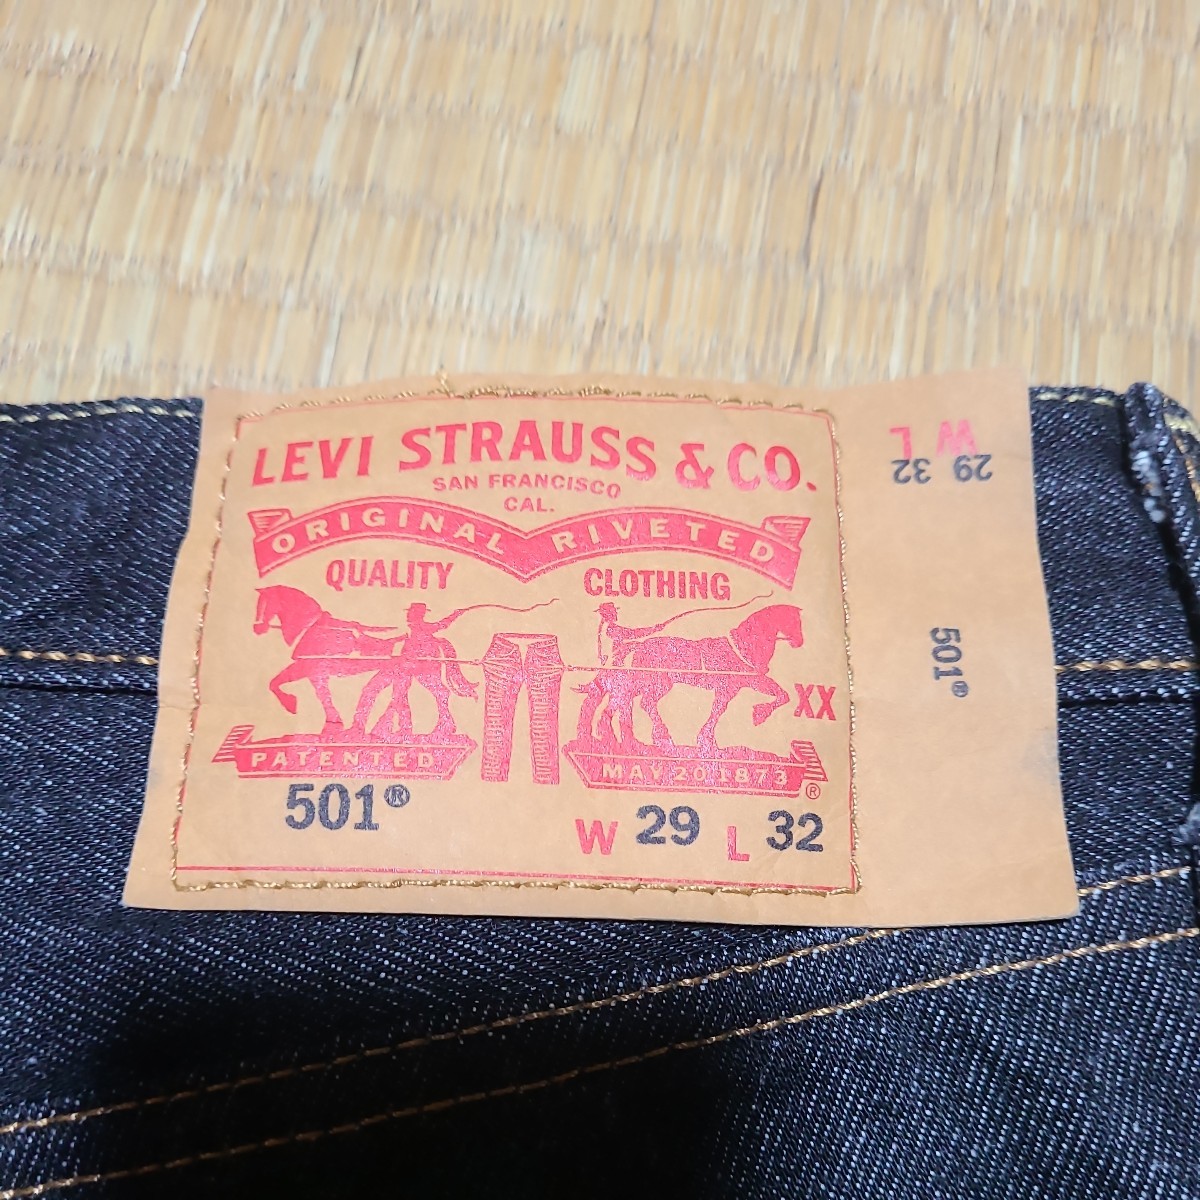 LEVI STRAUSS & CO.
SAN FRANCISCO
CAL.
ORIGINAL RIVETED
QUALITY CLOTHING
XX
PATENTED MAY 20 1873 ®
501® W 29 L 32
W L
29 32
501®